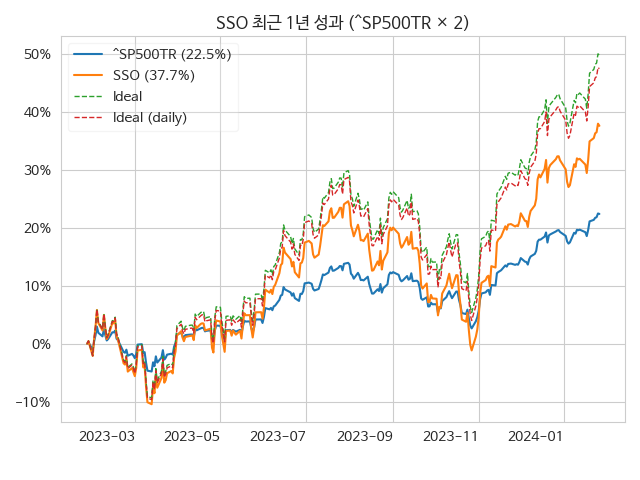 SSO 최근 1년 성과 (^SP500TR × 2)
^SP500TR (22.5%)
SSO (37.7%)
Ideal
Ideal (daily)
50%
40%
30%
20%
10%
0%
−10%
2023−03
2023−05
2023−07
2023−09
2023−11
2024−01